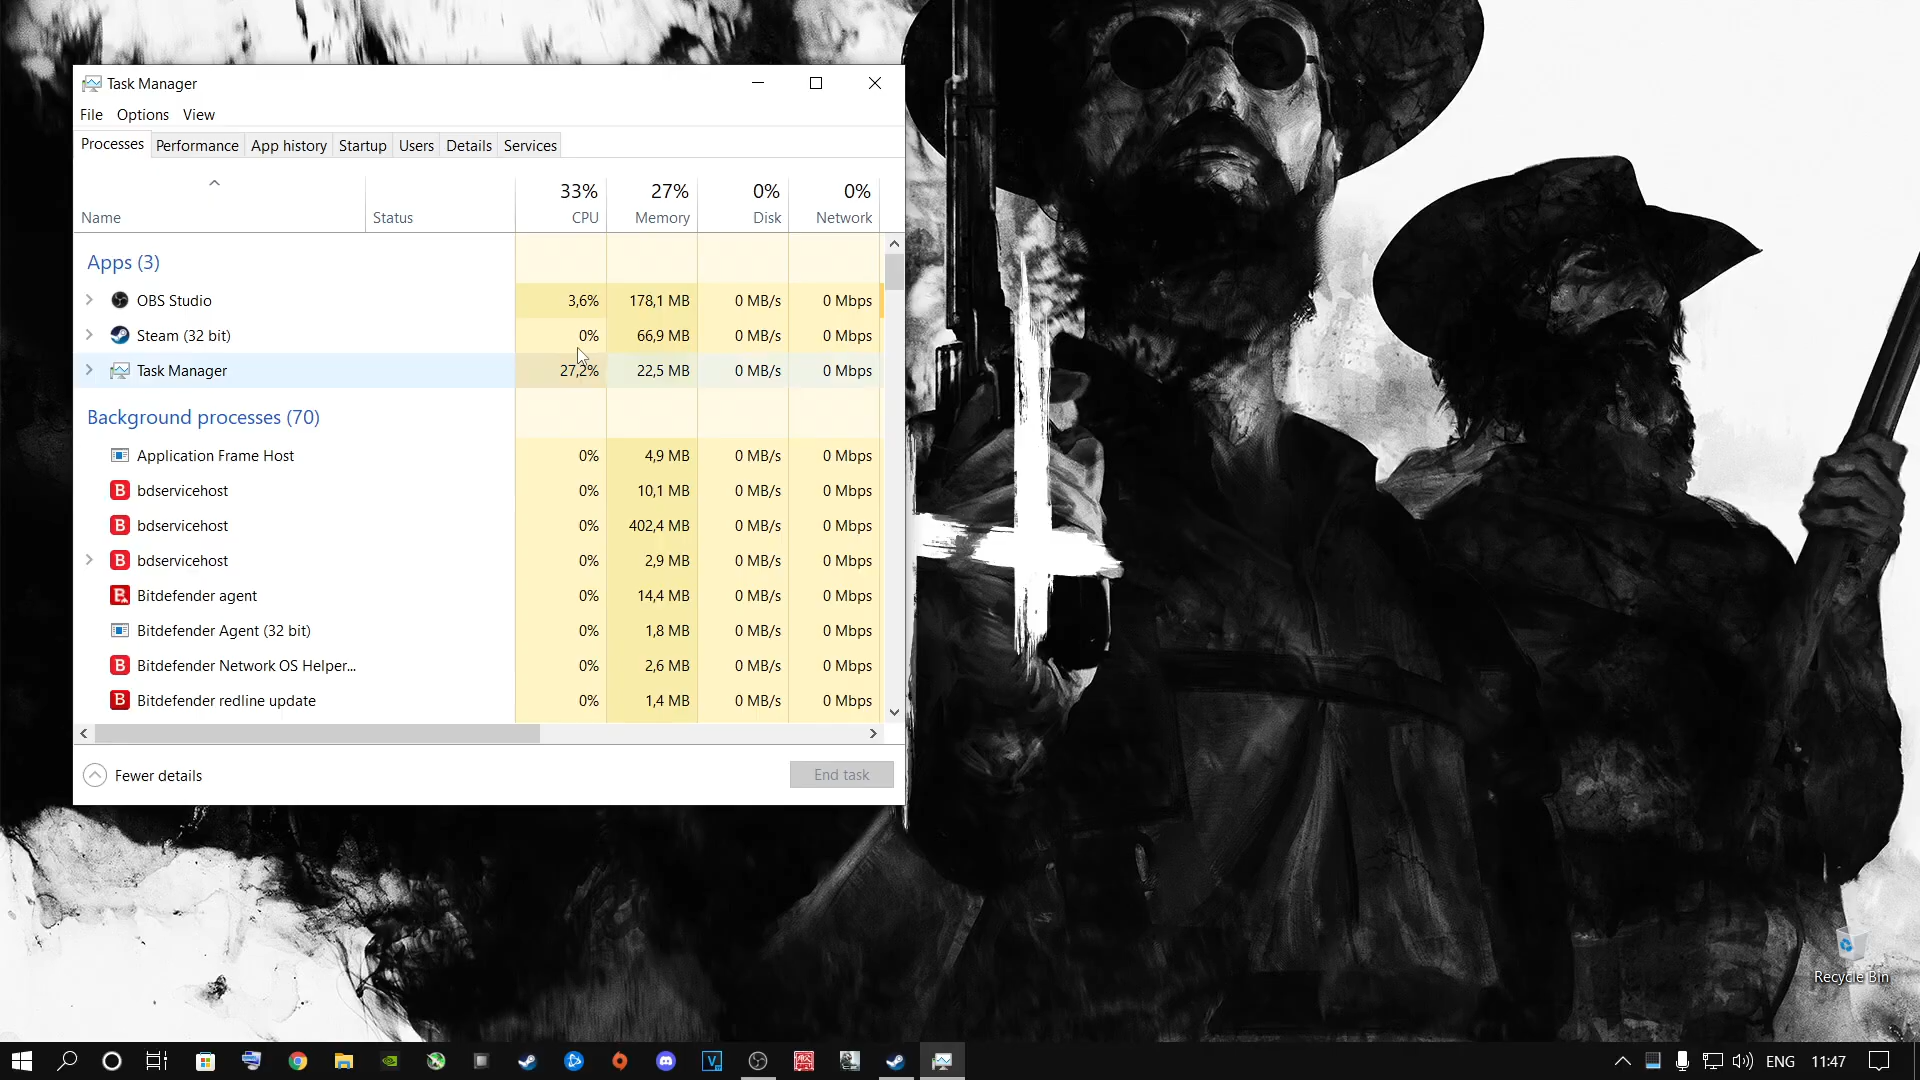 Task Manager
File Options View
Processes Performance App history Startup Users Details Services
33% 27% 0% 0%
Name Status CPU Memory Disk Network
Apps (3)
OBS Studio 3,6% 178,1 MB 0 MB/s 0 Mbps
Steam (32 bit) 0% 66,9 MB 0 MB/s 0 Mbps
Task Manager 27,2% 22,5 MB 0 MB/s 0 Mbps
Background processes (70)
Application Frame Host 0% 4,9 MB 0 MB/s 0 Mbps
bdservicehost 0% 10,1 MB 0 MB/s 0 Mbps
bdservicehost 0% 402,4 MB 0 MB/s 0 Mbps
bdservicehost 0% 2,9 MB 0 MB/s 0 Mbps
Bitdefender agent 0% 14,4 MB 0 MB/s 0 Mbps
Bitdefender Agent (32 bit) 0% 1,8 MB 0 MB/s 0 Mbps
Bitdefender Network OS Helper... 0% 2,6 MB 0 MB/s 0 Mbps
Bitdefender redline update 0% 1,4 MB 0 MB/s 0 Mbps
Fewer details End task
Recycle Bin
ENG 11:47